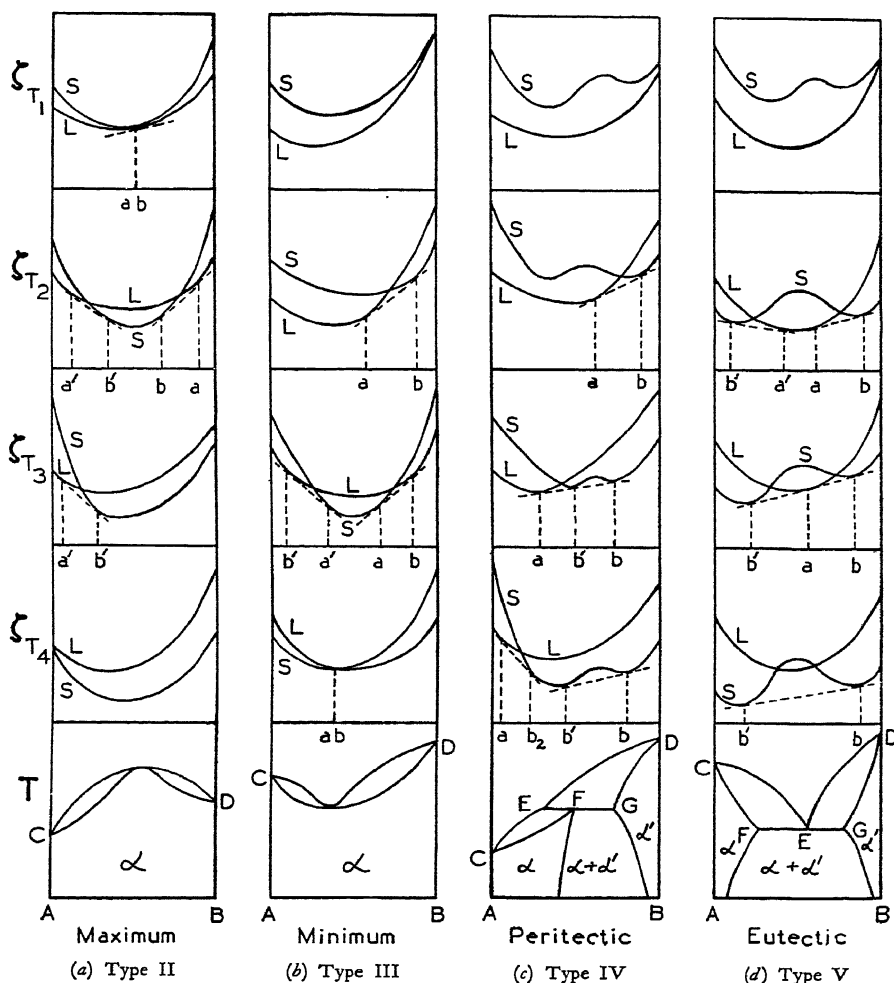 ζT1 S L S L S L S L
a b
ζT2 L S S L S L L S
a′ b′ b a a b a b b′ a′ a b
ζT3 S L L S S L L S
a′ b′ b′ a′ a b a b′ b b′ a b
ζT4 L S L S S L L S
a b a b2 b′ b b′ b
T C D C D C E F G D C F E G D
α α α α+α′ α′ α α + α′ α′
A B A B A B A B
Maximum Minimum Peritectic Eutectic
(a) Type II (b) Type III (c) Type IV (d) Type V